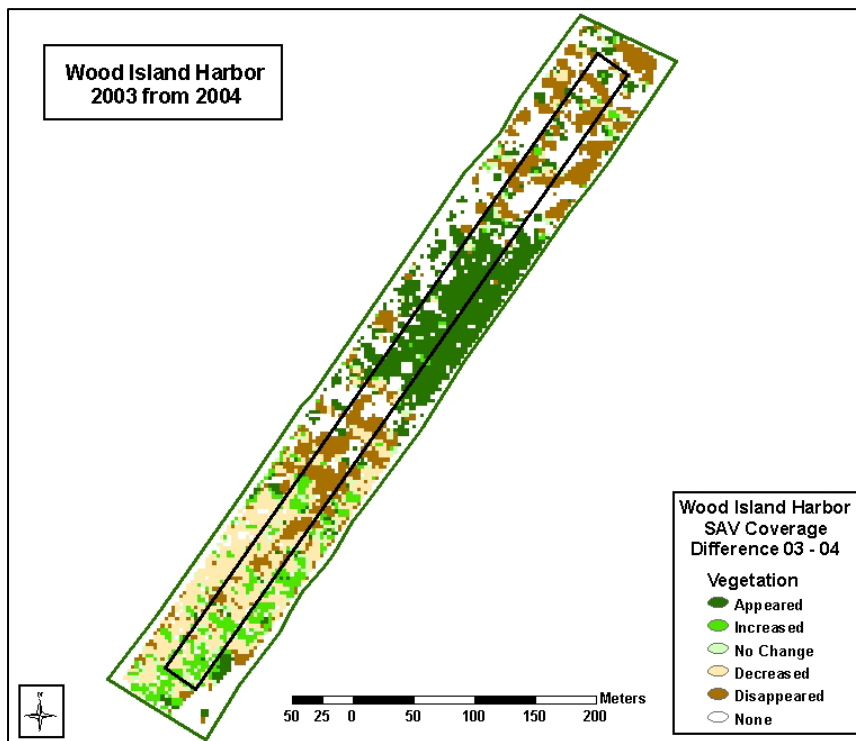 Wood Island Harbor
2003 from 2004
Wood Island Harbor
SAV Coverage
Difference 03 - 04
Vegetation
Appeared
Increased
No Change
Decreased
Disappeared
None
N
Meters
50 25 0 50 100 150 200